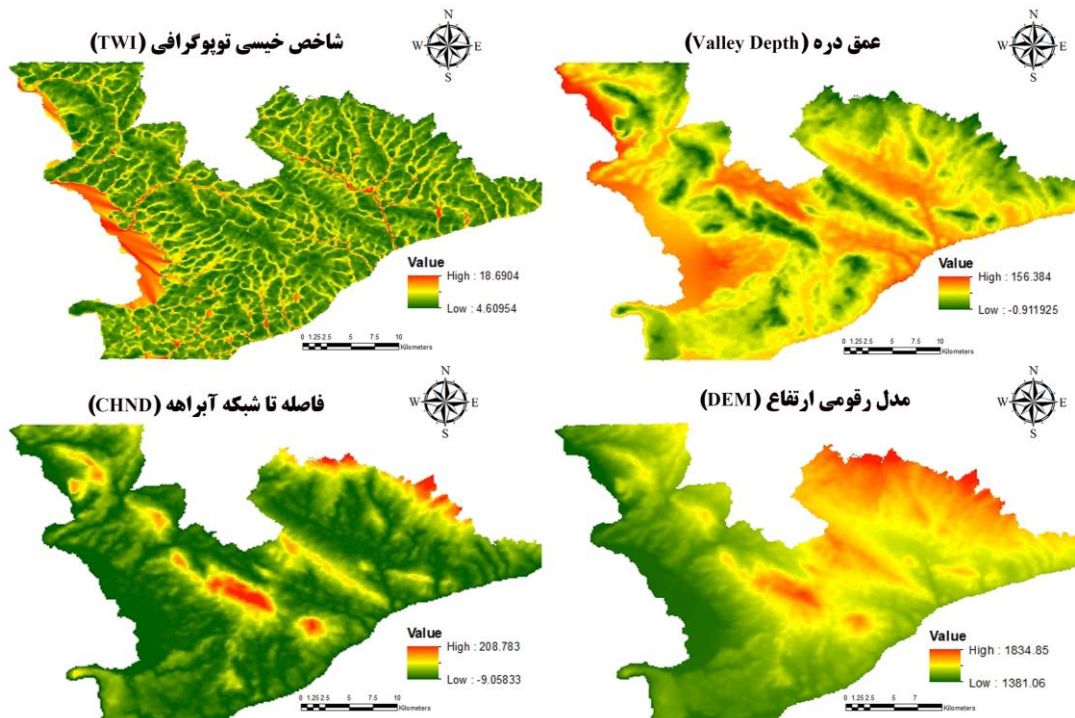 شاخص خیسی توپوگرافی (TWI)
N
W E
S
Value
High : 18.6904
Low : 4.60954
0 1.25 2.5 5 7.5 10
Kilometers
عمق دره (Valley Depth)
N
W E
S
Value
High : 156.384
Low : -0.911925
0 1.25 2.5 5 7.5 10
Kilometers
فاصله تا شبکه آبراهه (CHND)
N
W E
S
Value
High : 208.783
Low : -9.05833
0 1.25 2.5 5 7.5 10
Kilometers
مدل رقومی ارتفاع (DEM)
N
W E
S
Value
High : 1834.85
Low : 1381.06
0 1.25 2.5 5 7
Kilometers